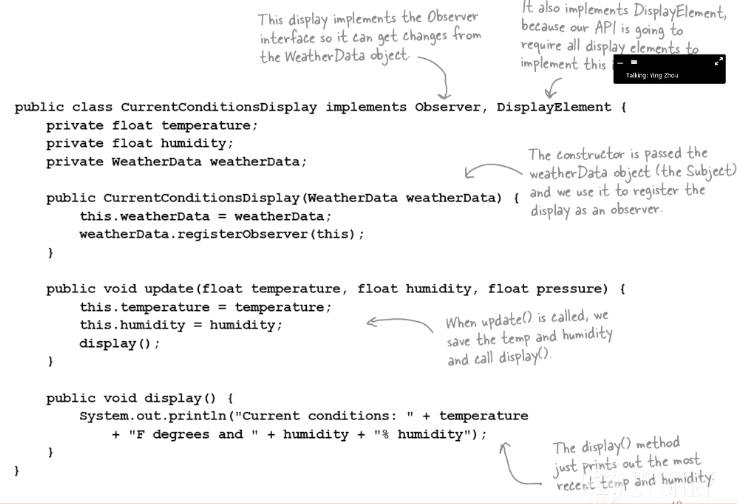 This display implements the Observer
interface so it can get changes from
the WeatherData object.
It also implements DisplayElement,
because our API is going to
require all display elements to
implement this
Talking: Ying Zhou
public class CurrentConditionsDisplay implements Observer, DisplayElement {
private float temperature;
private float humidity;
private WeatherData weatherData;
The constructor is passed the
weatherData object (the Subject)
and we use it to register the
display as an observer.
public CurrentConditionsDisplay(WeatherData weatherData) {
this.weatherData = weatherData;
weatherData.registerObserver(this);
}
public void update(float temperature, float humidity, float pressure) {
this.temperature = temperature;
this.humidity = humidity;
display();
}
When update() is called, we
save the temp and humidity
and call display().
public void display() {
System.out.println("Current conditions: " + temperature
+ "F degrees and " + humidity + "% humidity");
}
The display() method
just prints out the most
recent temp and humidity.
}